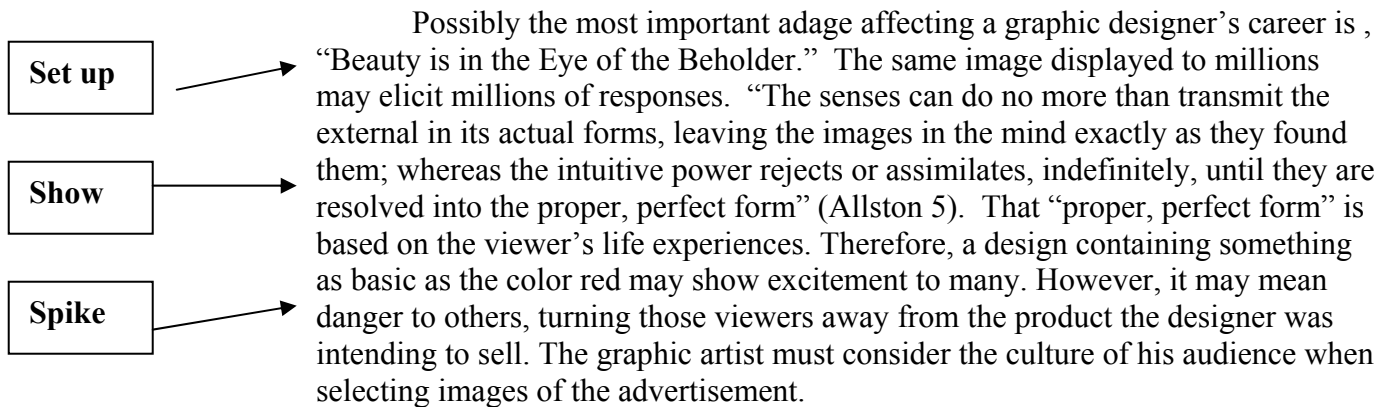 Possibly the most important adage affecting a graphic designer’s career is ,
Set up
“Beauty is in the Eye of the Beholder.”  The same image displayed to millions
may elicit millions of responses.  “The senses can do no more than transmit the
external in its actual forms, leaving the images in the mind exactly as they found
Show
them; whereas the intuitive power rejects or assimilates, indefinitely, until they are
resolved into the proper, perfect form” (Allston 5).  That “proper, perfect form” is
based on the viewer’s life experiences. Therefore, a design containing something
as basic as the color red may show excitement to many. However, it may mean
Spike
danger to others, turning those viewers away from the product the designer was
intending to sell. The graphic artist must consider the culture of his audience when
selecting images of the advertisement.